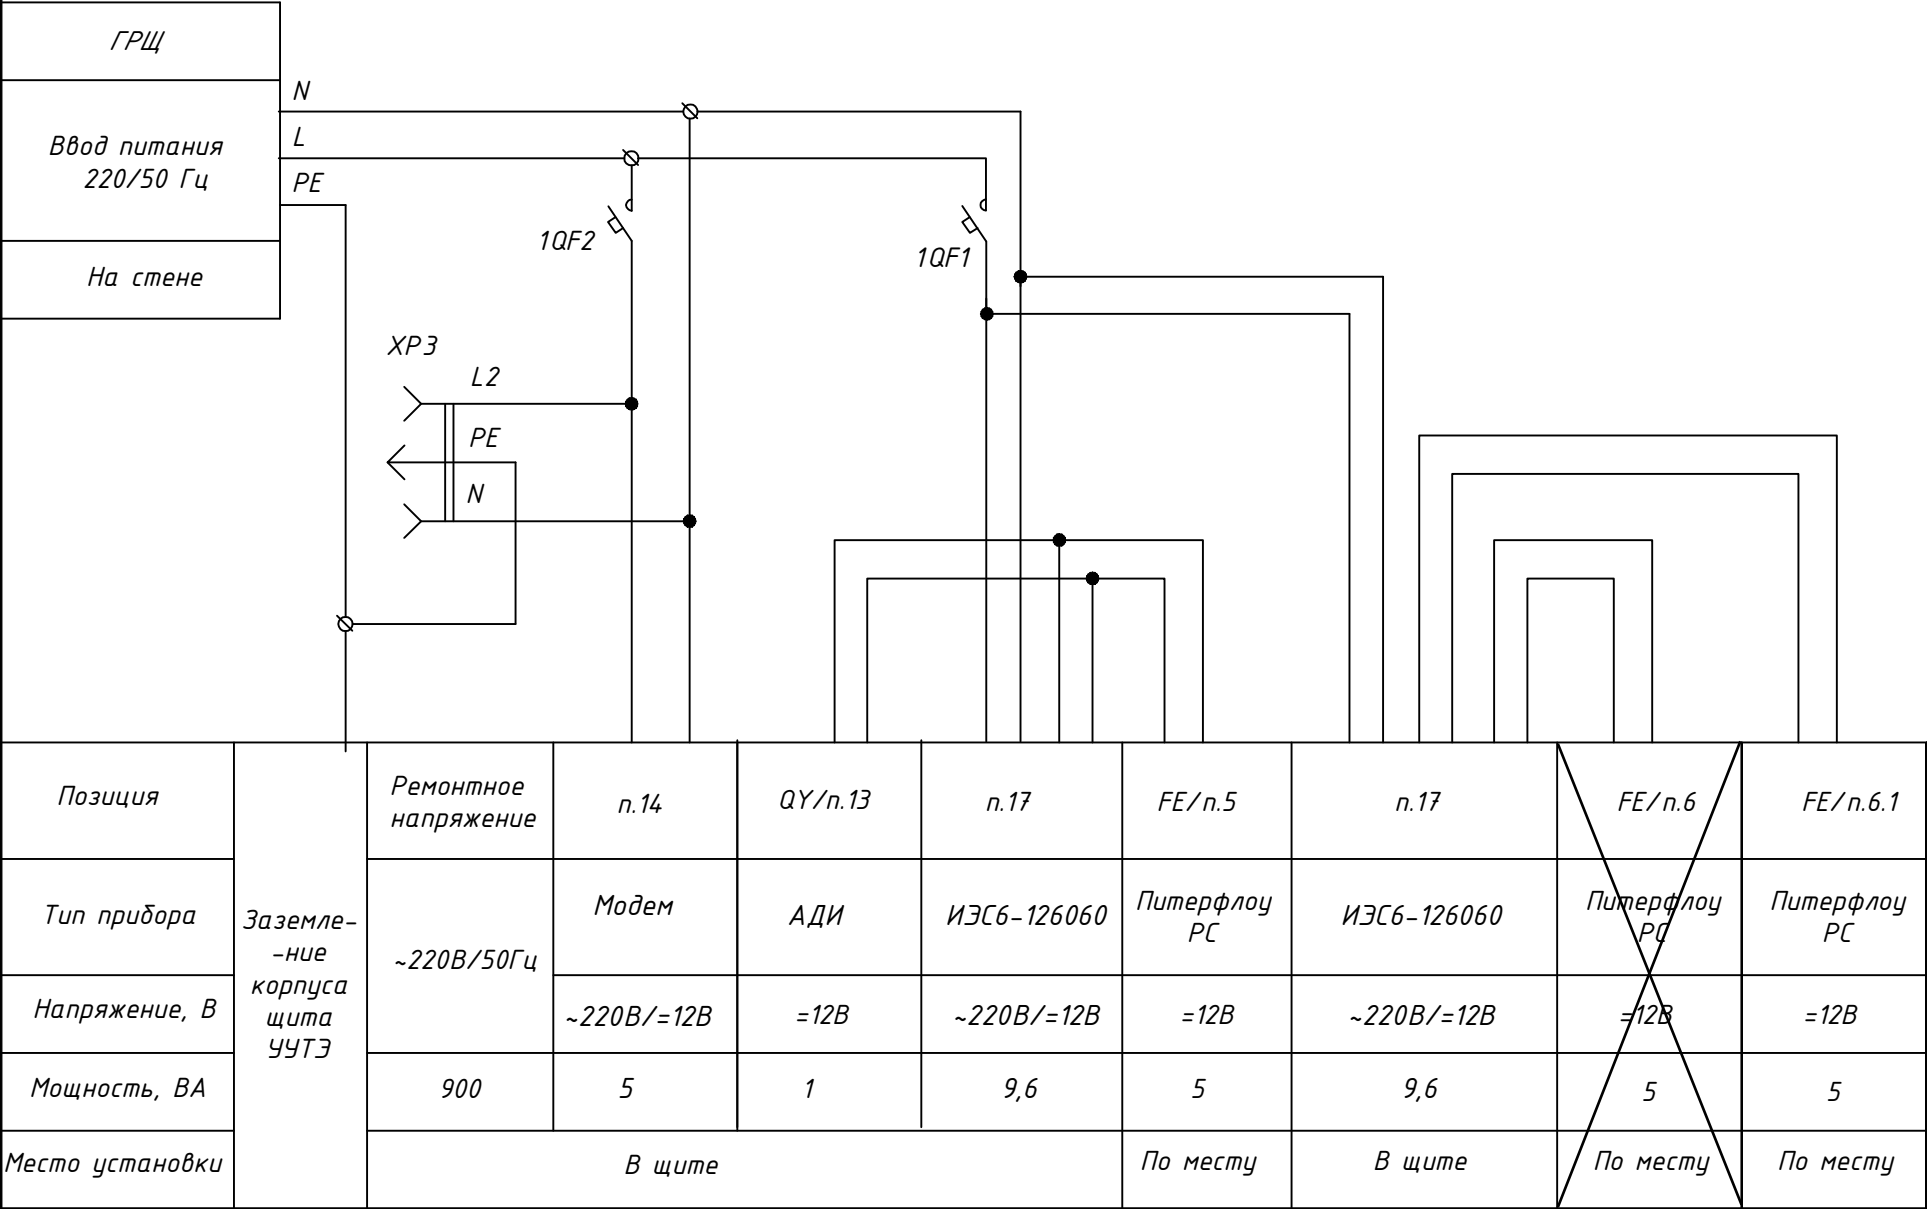 ГРЩ
Ввод питания
220/50 Гц
На стене
N
L
PE
1QF2
1QF1
XP3
L2
PE
N
Позиция
Ремонтное
напряжение
п.14
QY/п.13
п.17
FE/п.5
п.17
FE/п.6
FE/п.6.1
Тип прибора
Заземле-
-ние
корпуса
щита
УУТЭ
~220В/50Гц
Модем
АДИ
ИЭС6-126060
Питерфлоу
РС
ИЭС6-126060
Питерфлоу
РС
Питерфлоу
РС
Напряжение, В
~220В/=12В
=12В
~220В/=12В
=12В
~220В/=12В
=12В
=12В
Мощность, ВА
900
5
1
9,6
5
9,6
5
5
Место установки
В щите
По месту
В щите
По месту
По месту